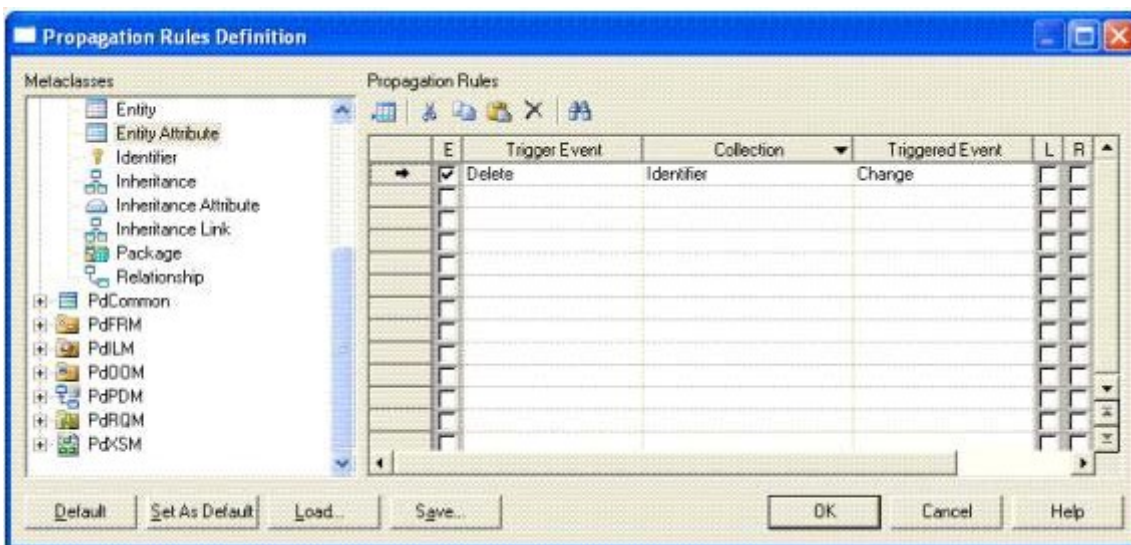 Propagation Rules Definition
Metaclasses
Entity
Entity Attribute
Identifier
Inheritance
Inheritance Attribute
Inheritance Link
Package
Relationship
PdCommon
PdFRM
PdILM
PdOOM
PdPDM
PdRQM
PdXSM
Propagation Rules
E Trigger Event Collection Triggered Event L R
Delete Identifier Change
Default Set As Default Load... Save... OK Cancel Help